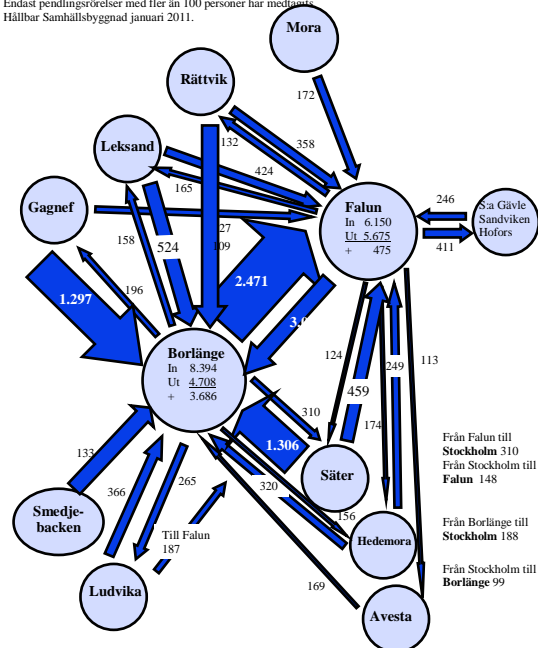 Endast pendlingsrörelser med fler än 100 personer har medtagits.
Hållbar Samhällsbyggnad januari 2011.
Mora
Rättvik
172
132
358
Leksand
424
165
Gagnef
Falun
In 6.150
Ut 5.675
+ 475
246
S:a Gävle
Sandviken
Hofors
411
27
109
158
524
196
1.297
2.471
3.0
Borlänge
In 8.394
Ut 4.708
+ 3.686
124
459
249
113
174
310
1.306
133
366
265
320
156
Säter
Smedje-
backen
Till Falun
187
Hedemora
Ludvika
169
Avesta
Från Falun till
Stockholm 310
Från Stockholm till
Falun 148
Från Borlänge till
Stockholm 188
Från Stockholm till
Borlänge 99